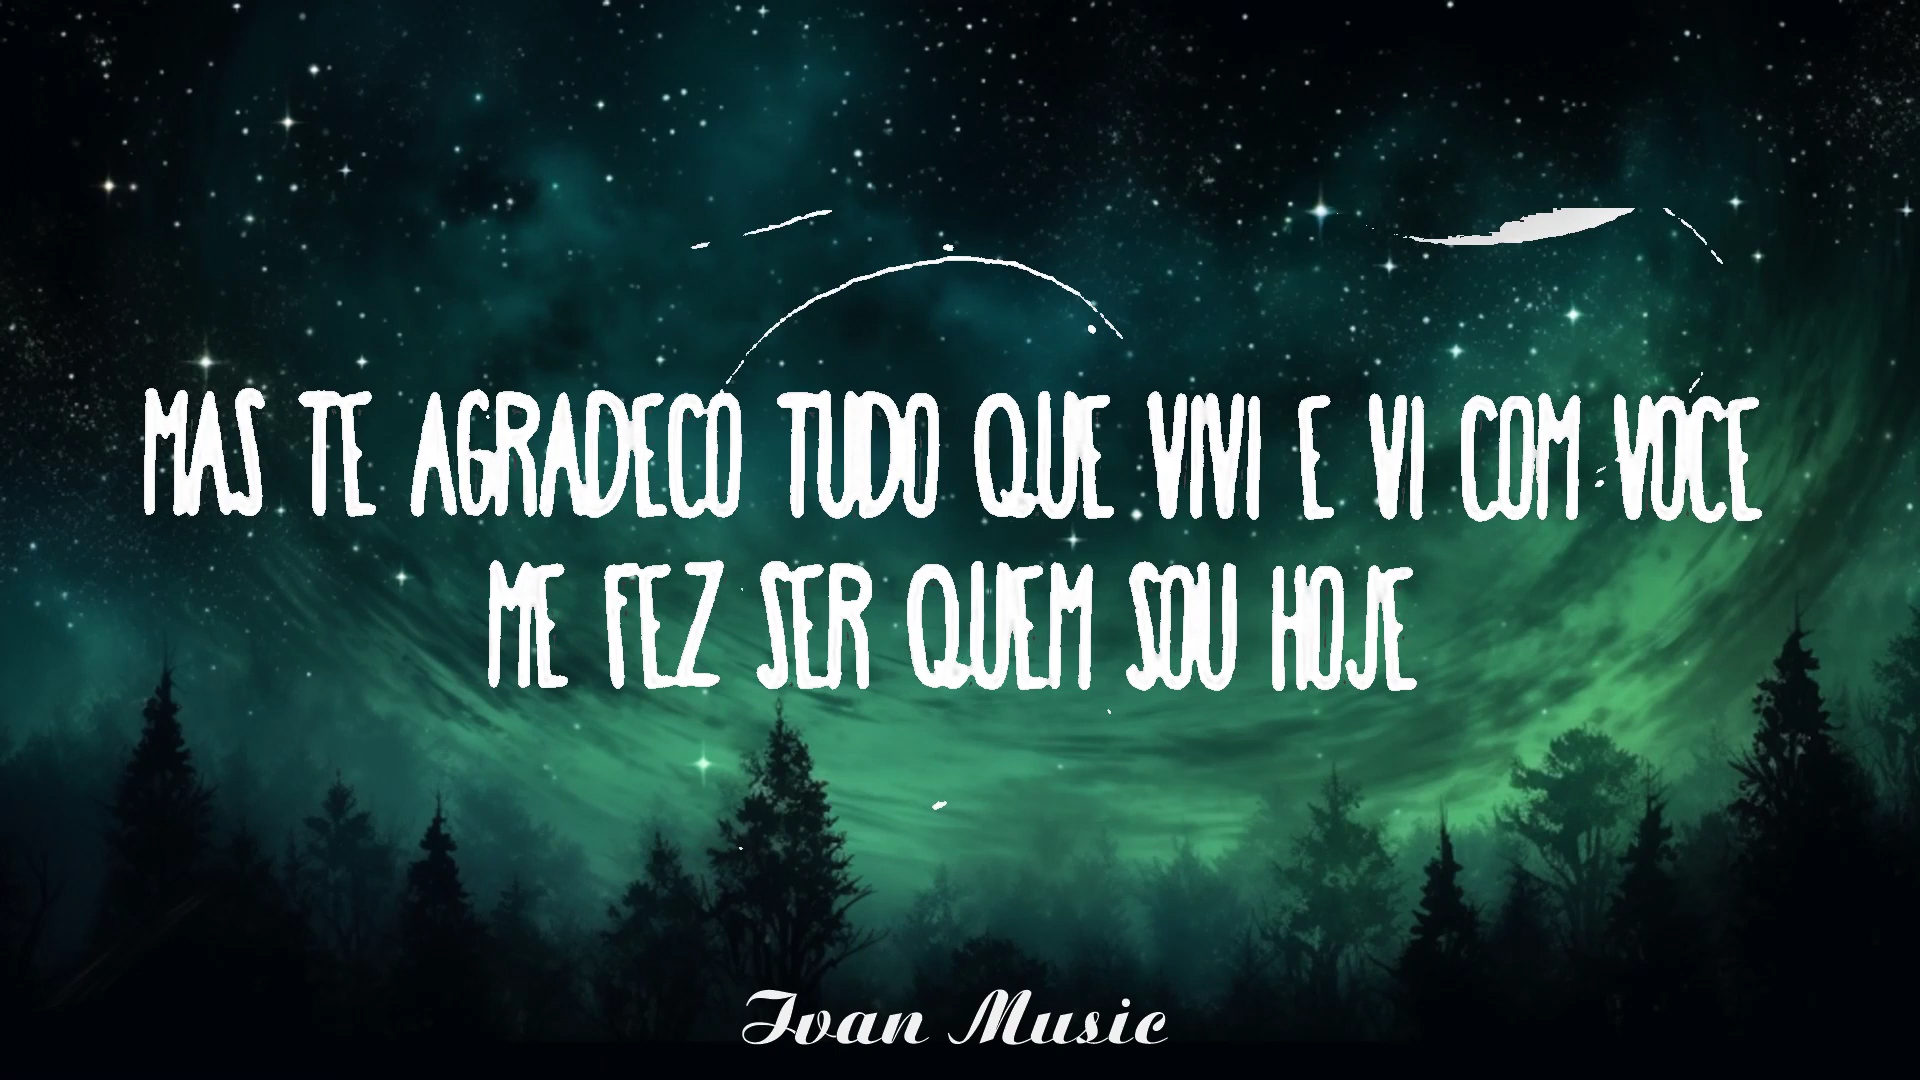 MAS TE AGRADECO TUDO QUE VIVI E VI COM VOCE
ME FEZ SER QUEM SOU HOJE
Ivan Music